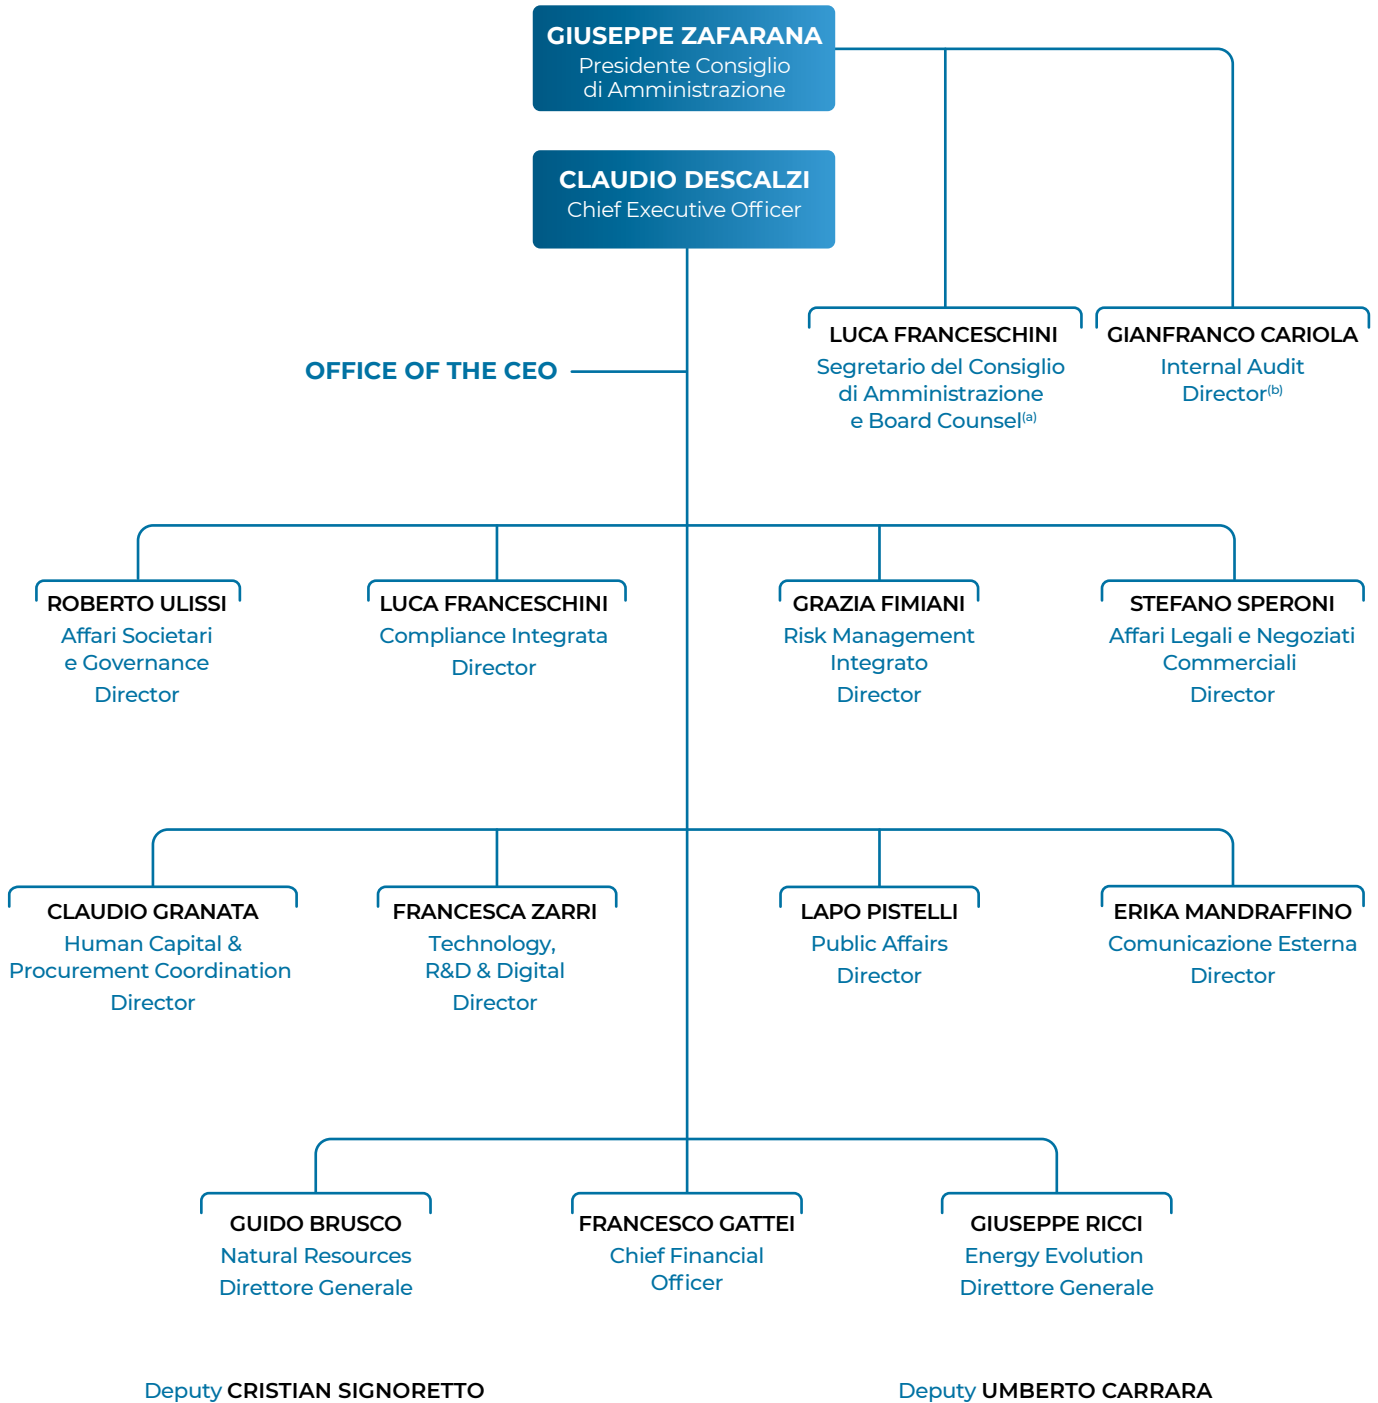 GIUSEPPE ZAFARANA
Presidente Consiglio
di Amministrazione
CLAUDIO DESCALZI
Chief Executive Officer
LUCA FRANCESCHINI
Segretario del Consiglio
di Amministrazione
e Board Counsel(a)
GIANFRANCO CARIOLA
Internal Audit
Director(b)
OFFICE OF THE CEO
ROBERTO ULISSI
Affari Societari
e Governance
Director
LUCA FRANCESCHINI
Compliance Integrata
Director
GRAZIA FIMIANI
Risk Management
Integrato
Director
STEFANO SPERONI
Affari Legali e Negoziati
Commerciali
Director
CLAUDIO GRANATA
Human Capital &
Procurement Coordination
Director
FRANCESCA ZARRI
Technology,
R&D & Digital
Director
LAPO PISTELLI
Public Affairs
Director
ERIKA MANDRAFFINO
Comunicazione Esterna
Director
GUIDO BRUSCO
Natural Resources
Direttore Generale
FRANCESCO GATTEI
Chief Financial
Officer
GIUSEPPE RICCI
Energy Evolution
Direttore Generale
Deputy CRISTIAN SIGNORETTO
Deputy UMBERTO CARRARA